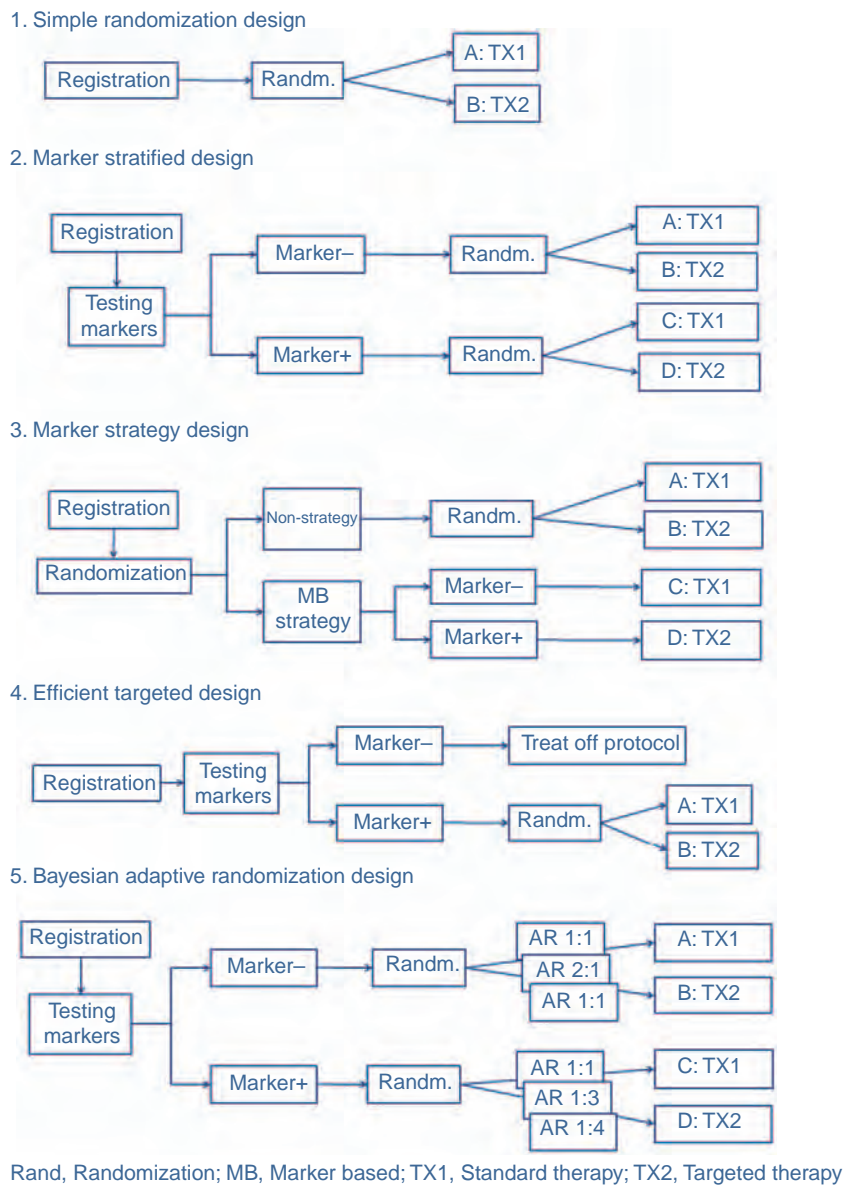 1. Simple randomization design
Registration
Randm.
A: TX1
B: TX2
2. Marker stratified design
Registration
Testing
markers
Marker–
Randm.
A: TX1
B: TX2
Marker+
Randm.
C: TX1
D: TX2
3. Marker strategy design
Registration
Randomization
Non-strategy
Randm.
A: TX1
B: TX2
MB
strategy
Marker–
C: TX1
Marker+
D: TX2
4. Efficient targeted design
Registration
Testing
markers
Marker–
Treat off protocol
Marker+
Randm.
A: TX1
B: TX2
5. Bayesian adaptive randomization design
Registration
Testing
markers
Marker–
Randm.
AR 1:1
AR 2:1
AR 1:1
A: TX1
B: TX2
Marker+
Randm.
AR 1:1
AR 1:3
AR 1:4
C: TX1
D: TX2
Rand, Randomization; MB, Marker based; TX1, Standard therapy; TX2, Targeted therapy